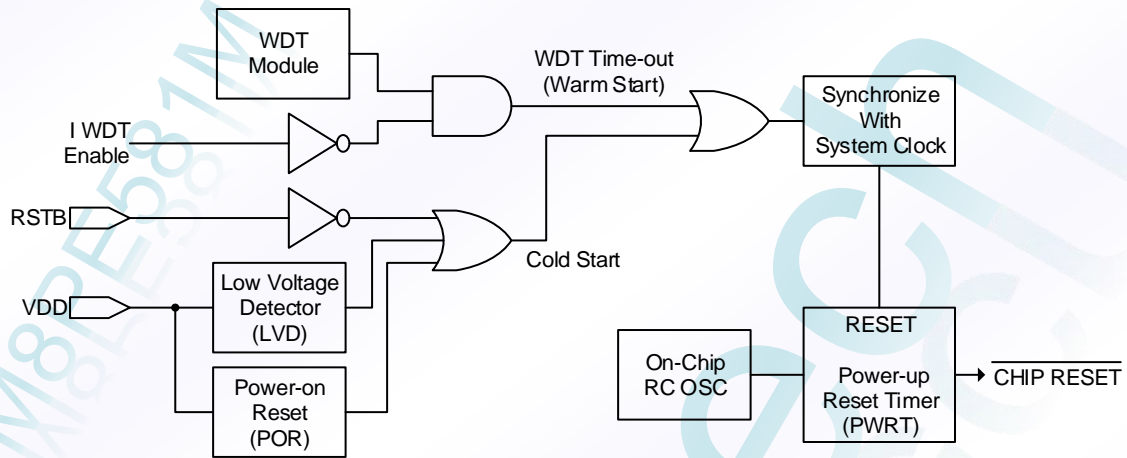 WDT
Module
WDT Time-out
(Warm Start)
Synchronize
With
System Clock
I WDT
Enable
RSTB
Cold Start
VDD
Low Voltage
Detector
(LVD)
Power-on
Reset
(POR)
On-Chip
RC OSC
RESET
Power-up
Reset Timer
(PWRT)
CHIP RESET